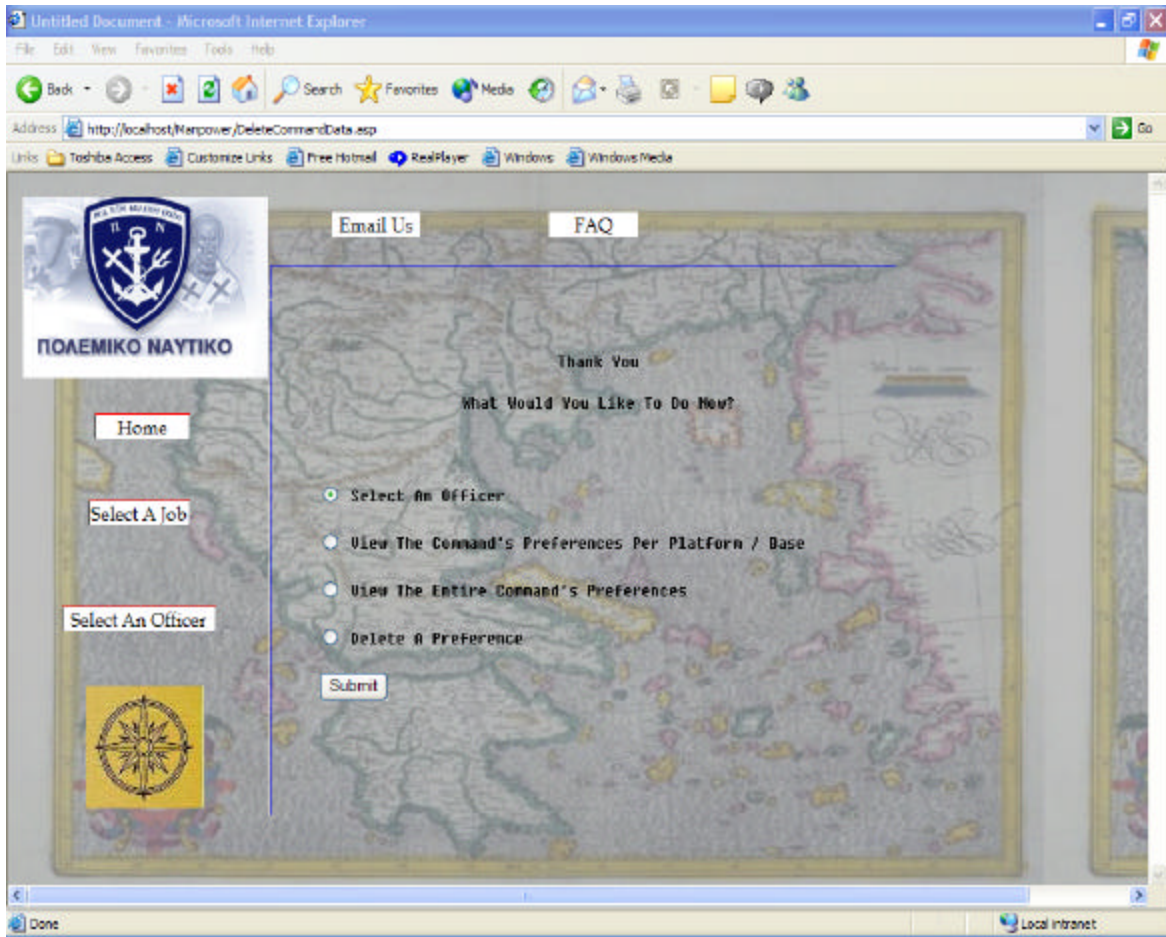 Untitled Document - Microsoft Internet Explorer
File Edit View Favorites Tools Help
Back Search Favorites Media
Address http://localhost/Manpower/DeleteCommandData.asp Go
Links Toshiba Access Customize Links Free Hotmail RealPlayer Windows Windows Media
Email Us FAQ
Π Ν
ΠΟΛΕΜΙΚΟ ΝΑΥΤΙΚΟ
Thank You
What Would You Like To Do Now?
Home
Select A Job
Select An Officer
Select An Officer
View The Command's Preferences Per Platform / Base
View The Entire Command's Preferences
Delete A Preference
Submit
Done Local intranet